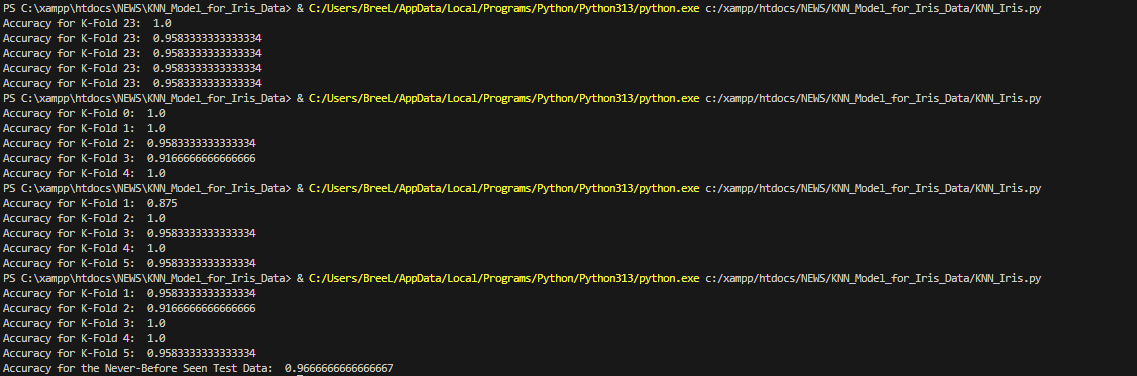 PS C:\xampp\htdocs\NEWS\KNN_Model_for_Iris_Data> & C:/Users/BreeL/AppData/Local/Programs/Python/Python313/python.exe c:/xampp/htdocs/NEWS/KNN_Model_for_Iris_Data/KNN_Iris.py
Accuracy for K-Fold 23:  1.0
Accuracy for K-Fold 23:  0.9583333333333334
Accuracy for K-Fold 23:  0.9583333333333334
Accuracy for K-Fold 23:  0.9583333333333334
Accuracy for K-Fold 23:  0.9583333333333334
PS C:\xampp\htdocs\NEWS\KNN_Model_for_Iris_Data> & C:/Users/BreeL/AppData/Local/Programs/Python/Python313/python.exe c:/xampp/htdocs/NEWS/KNN_Model_for_Iris_Data/KNN_Iris.py
Accuracy for K-Fold 0:  1.0
Accuracy for K-Fold 1:  1.0
Accuracy for K-Fold 2:  0.9583333333333334
Accuracy for K-Fold 3:  0.9166666666666666
Accuracy for K-Fold 4:  1.0
PS C:\xampp\htdocs\NEWS\KNN_Model_for_Iris_Data> & C:/Users/BreeL/AppData/Local/Programs/Python/Python313/python.exe c:/xampp/htdocs/NEWS/KNN_Model_for_Iris_Data/KNN_Iris.py
Accuracy for K-Fold 1:  0.875
Accuracy for K-Fold 2:  1.0
Accuracy for K-Fold 3:  0.9583333333333334
Accuracy for K-Fold 4:  1.0
Accuracy for K-Fold 5:  0.9583333333333334
PS C:\xampp\htdocs\NEWS\KNN_Model_for_Iris_Data> & C:/Users/BreeL/AppData/Local/Programs/Python/Python313/python.exe c:/xampp/htdocs/NEWS/KNN_Model_for_Iris_Data/KNN_Iris.py
Accuracy for K-Fold 1:  0.9583333333333334
Accuracy for K-Fold 2:  0.9166666666666666
Accuracy for K-Fold 3:  1.0
Accuracy for K-Fold 4:  1.0
Accuracy for K-Fold 5:  0.9583333333333334
Accuracy for the Never-Before Seen Test Data:  0.9666666666666667